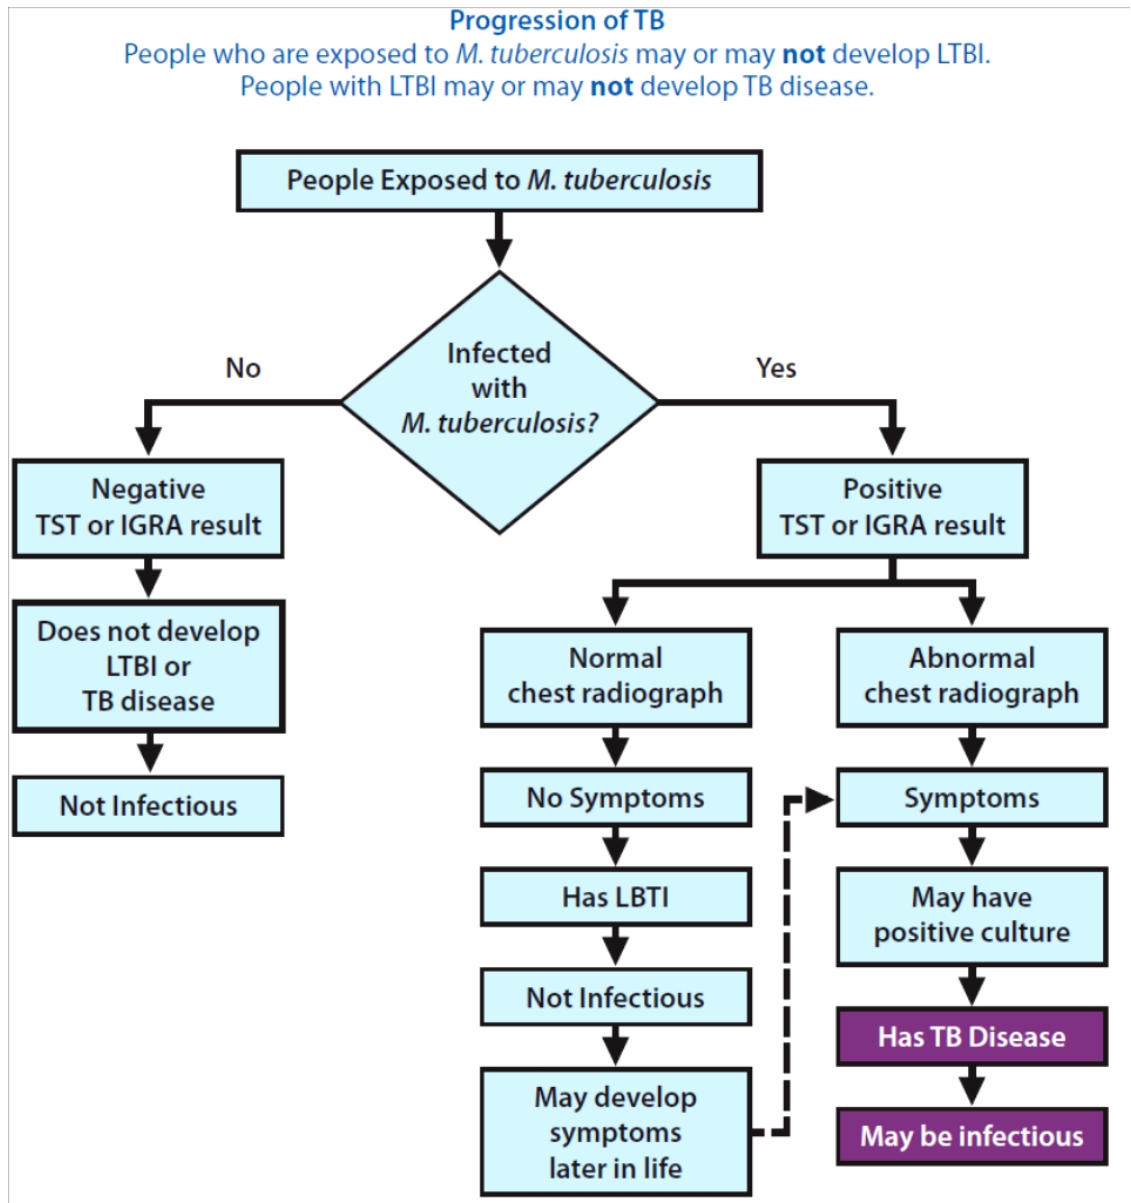 Progression of TB
People who are exposed to M. tuberculosis may or may not develop LTBI.
People with LTBI may or may not develop TB disease.
People Exposed to M. tuberculosis
Infected
with
M. tuberculosis?
No
Yes
Negative
TST or IGRA result
Does not develop
LTBI or
TB disease
Not Infectious
Positive
TST or IGRA result
Normal
chest radiograph
No Symptoms
Has LBTI
Not Infectious
May develop
symptoms
later in life
Abnormal
chest radiograph
Symptoms
May have
positive culture
Has TB Disease
May be infectious